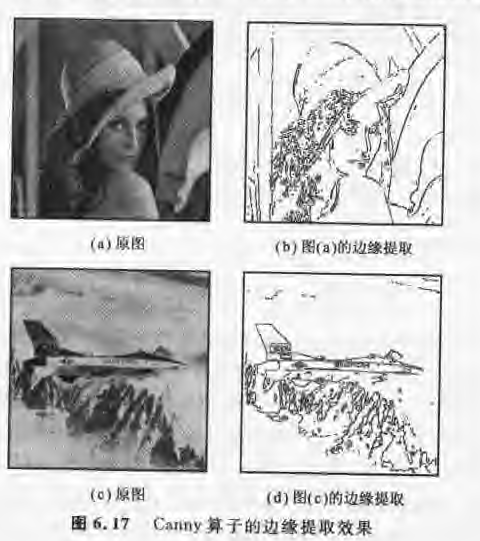 (a)原图
(b)图(a)的边缘提取
(c)原图
(d)图(c)的边缘提取
图 6.17 Canny 算子的边缘提取效果